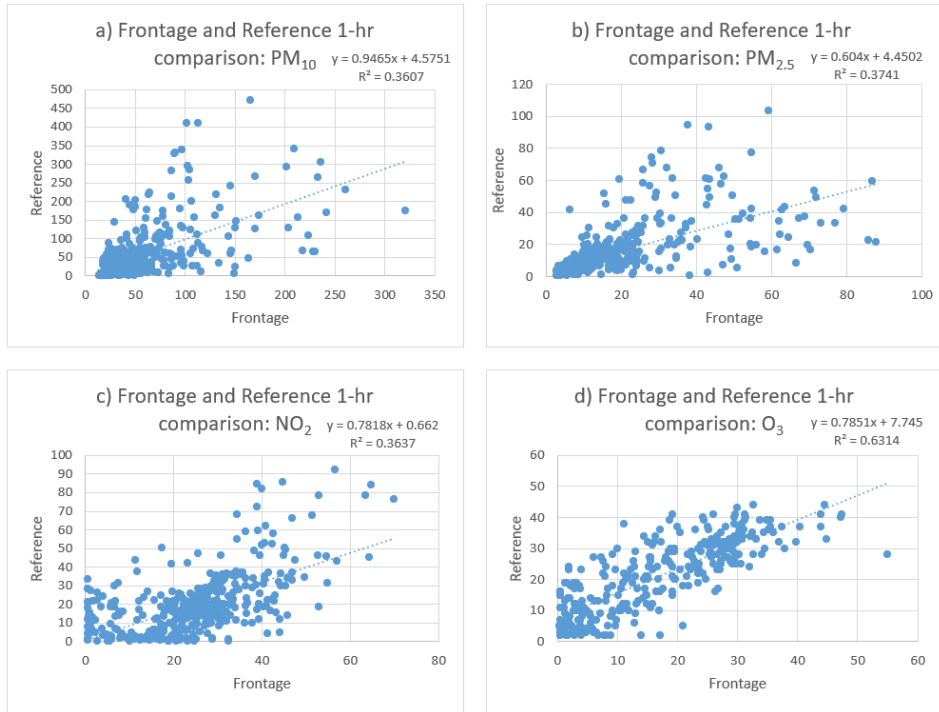 a) Frontage and Reference 1-hr
comparison: PM10
y = 0.9465x + 4.5751
R² = 0.3607
500
450
400
350
300
250
200
150
100
50
0
Reference
0 50 100 150 200 250 300 350
Frontage
b) Frontage and Reference 1-hr
comparison: PM2.5
y = 0.604x + 4.4502
R² = 0.3741
120
100
80
60
40
20
0
Reference
0 20 40 60 80 100
Frontage
c) Frontage and Reference 1-hr
comparison: NO2
y = 0.7818x + 0.662
R² = 0.3637
100
90
80
70
60
50
40
30
20
10
0
Reference
0 20 40 60 80
Frontage
d) Frontage and Reference 1-hr
comparison: O3
y = 0.7851x + 7.745
R² = 0.6314
60
50
40
30
20
10
0
Reference
0 10 20 30 40 50 60
Frontage